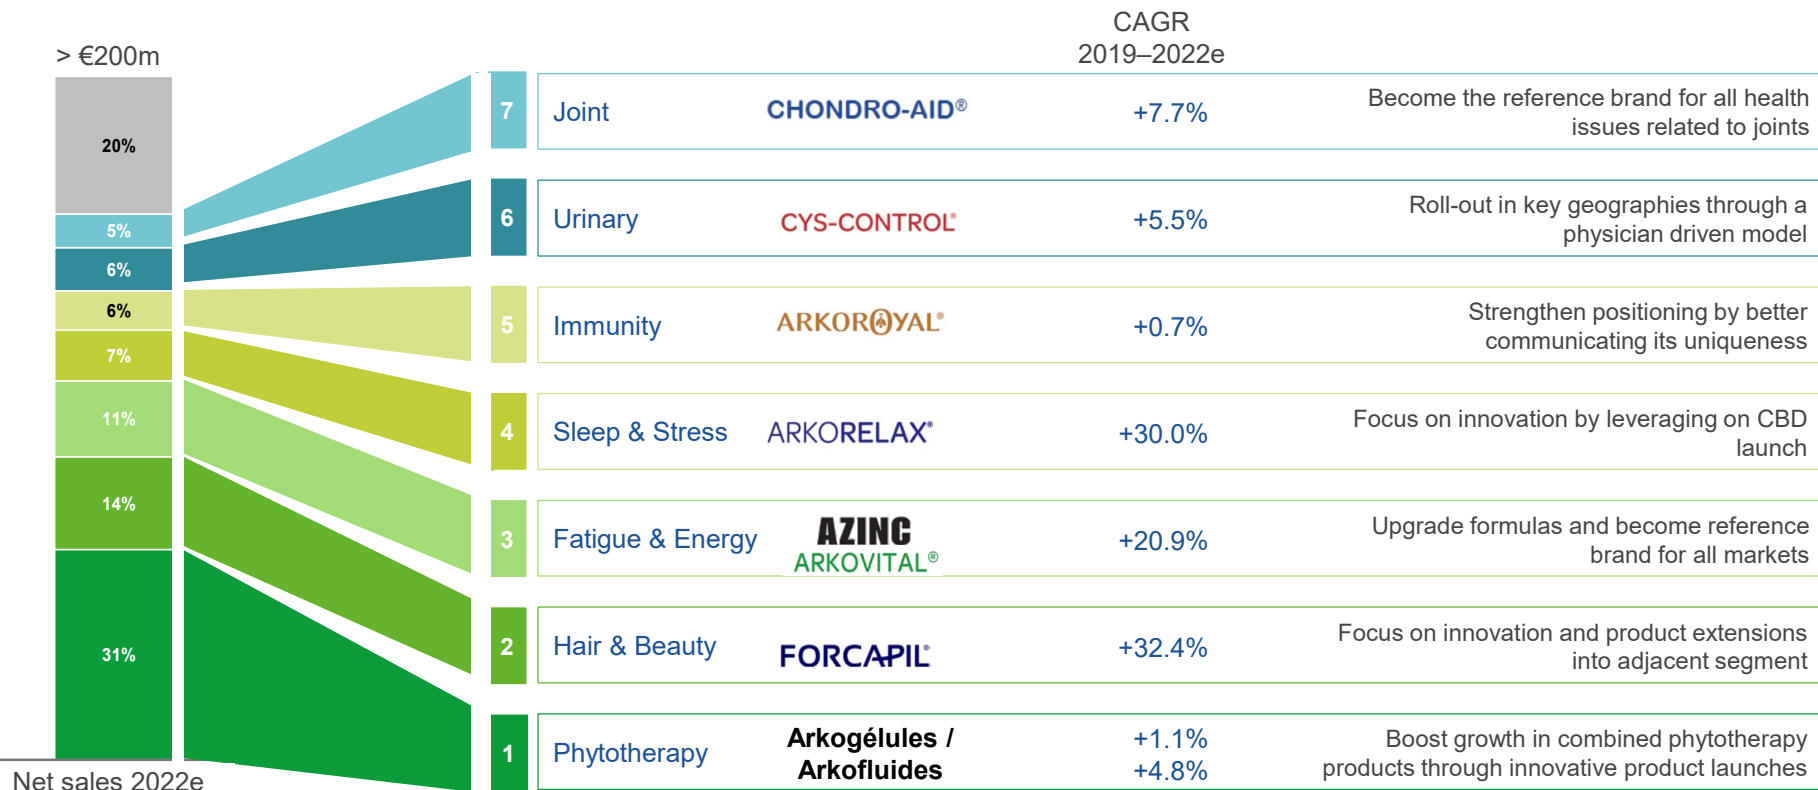 CAGR
2019–2022e
> €200m
20%
5%
6%
6%
7%
11%
14%
31%
Net sales 2022e
7 Joint CHONDRO-AID® +7.7% Become the reference brand for all health
issues related to joints
6 Urinary CYS-CONTROL® +5.5% Roll-out in key geographies through a
physician driven model
5 Immunity ARKOROYAL® +0.7% Strengthen positioning by better
communicating its uniqueness
4 Sleep & Stress ARKORELAX® +30.0% Focus on innovation by leveraging on CBD
launch
3 Fatigue & Energy AZINC
ARKOVITAL® +20.9% Upgrade formulas and become reference
brand for all markets
2 Hair & Beauty FORCAPIL® +32.4% Focus on innovation and product extensions
into adjacent segment
1 Phytotherapy Arkogélules / +1.1% Boost growth in combined phytotherapy
Arkofluides +4.8% products through innovative product launches